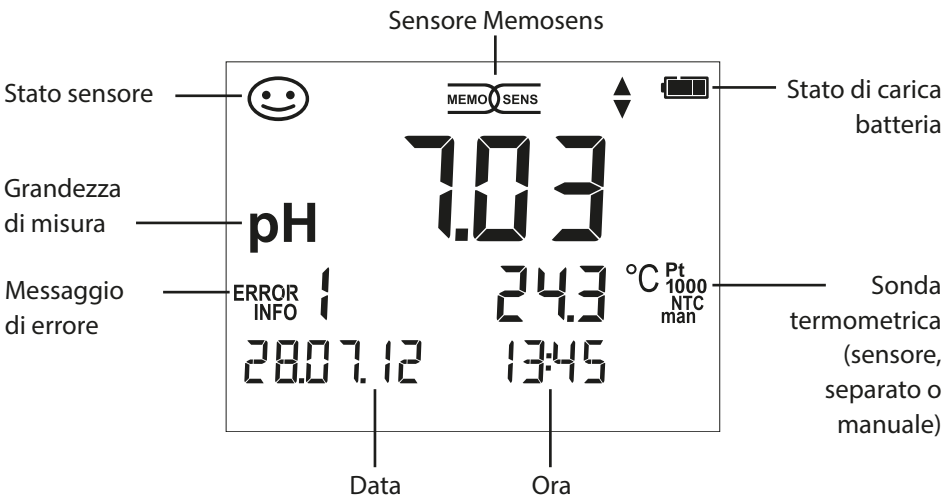 Sensore Memosens
Stato sensore
MEMO SENS
Stato di carica
batteria
7.03
Grandezza
di misura
pH
Messaggio
di errore
ERROR
INFO
1
24.3
°C
Pt
1000
NTC
man
Sonda
termometrica
(sensore,
separato o
manuale)
28.07.12
13:45
Data
Ora